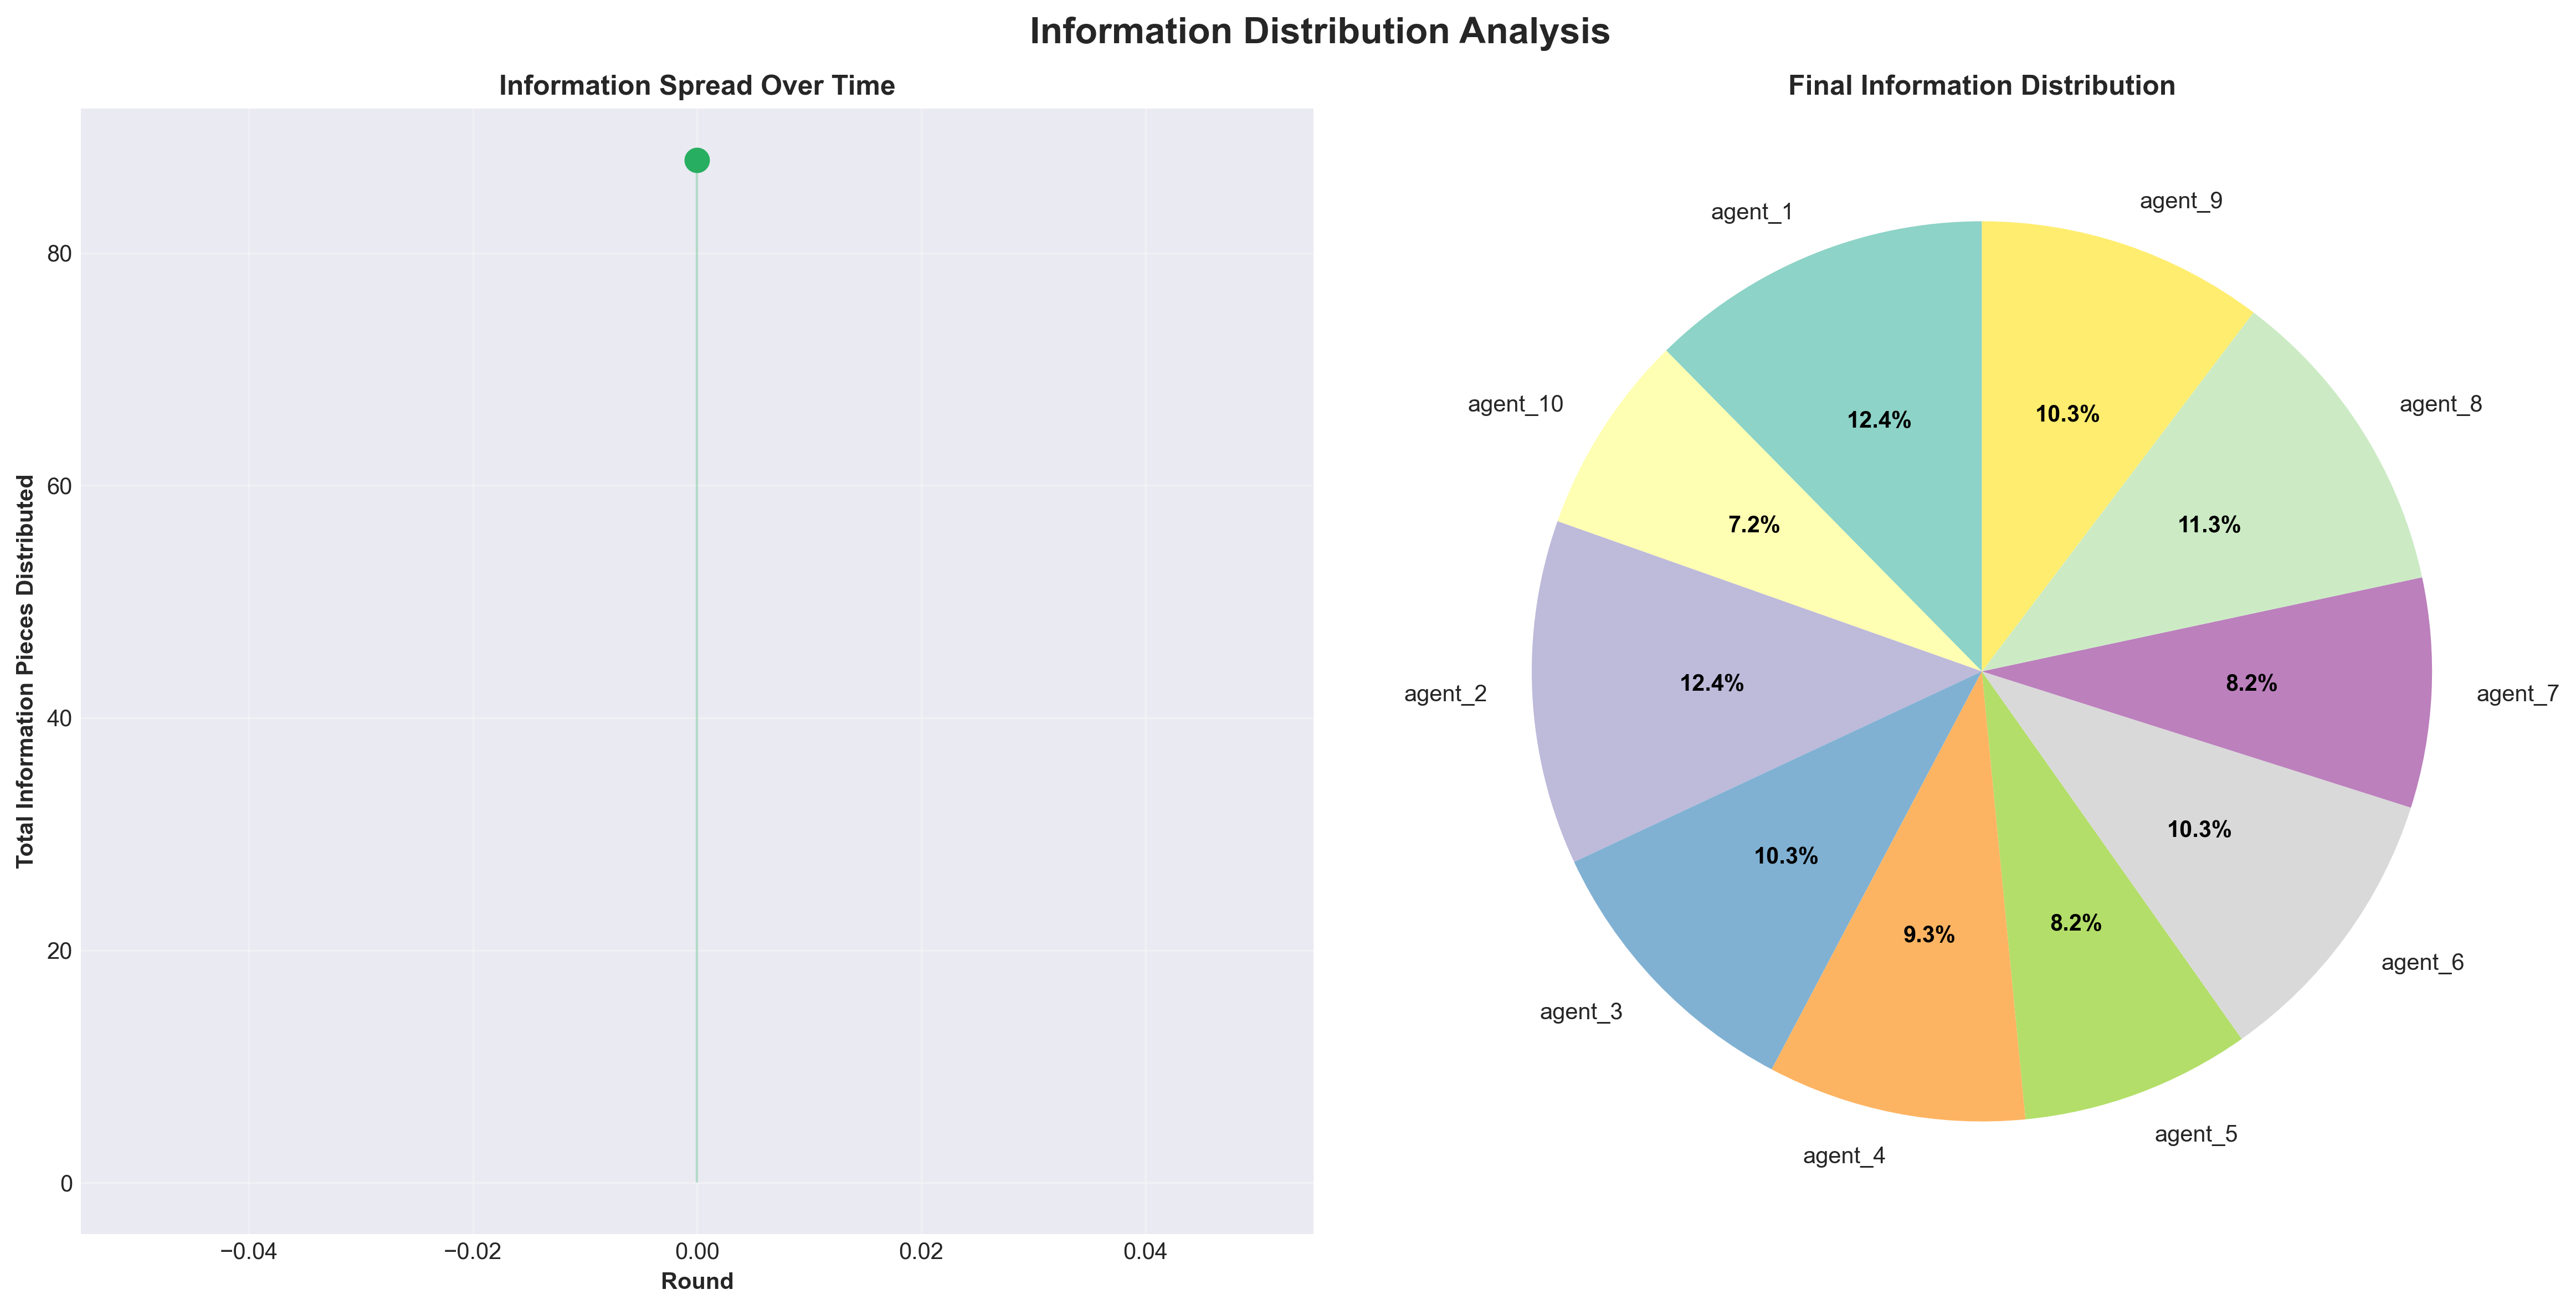 Information Distribution Analysis
Information Spread Over Time
Total Information Pieces Distributed
80
60
40
20
0
−0.04
−0.02
0.00
0.02
0.04
Round
Final Information Distribution
agent_1
agent_9
agent_10
agent_8
12.4%
10.3%
7.2%
11.3%
agent_2
12.4%
8.2%
agent_7
10.3%
10.3%
9.3%
8.2%
agent_3
agent_6
agent_4
agent_5